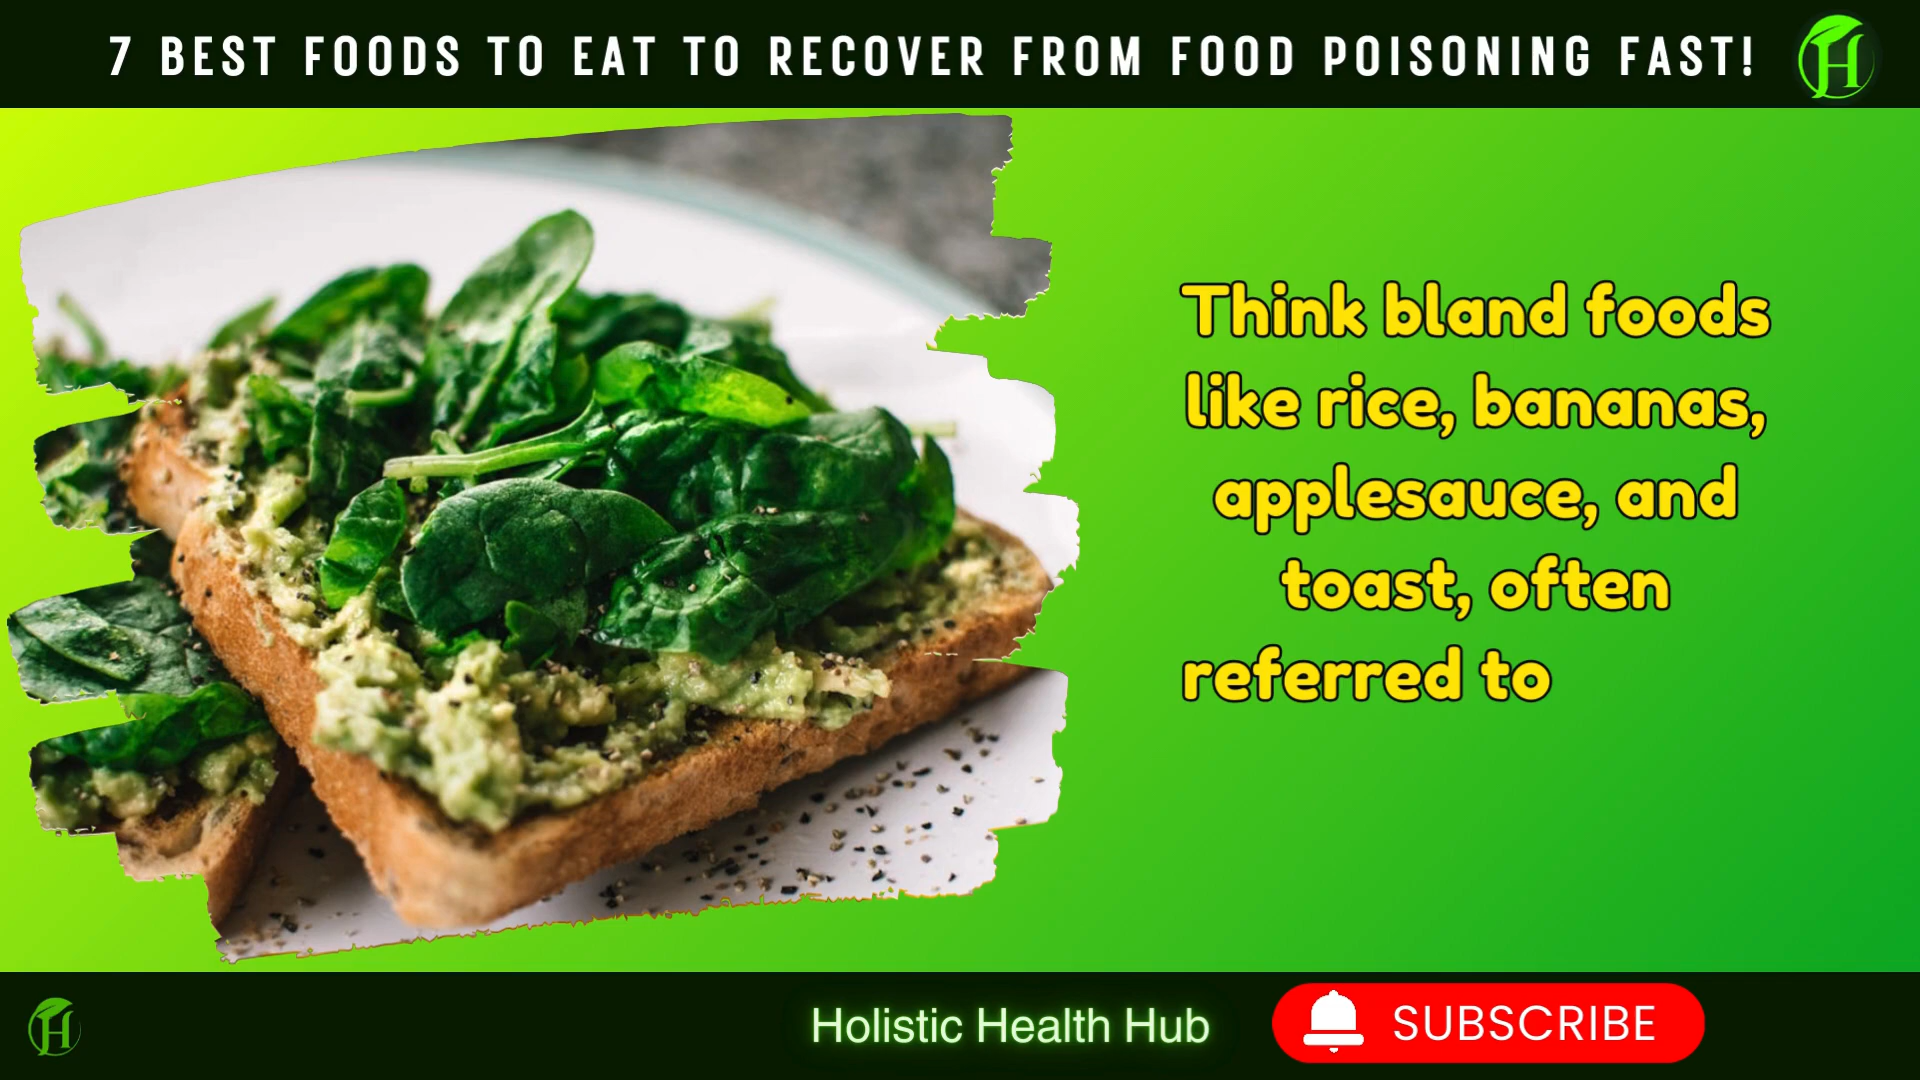 7 BEST FOODS TO EAT TO RECOVER FROM FOOD POISONING FAST!
Think bland foods
like rice, bananas,
applesauce, and
toast, often
referred to
Holistic Health Hub
SUBSCRIBE